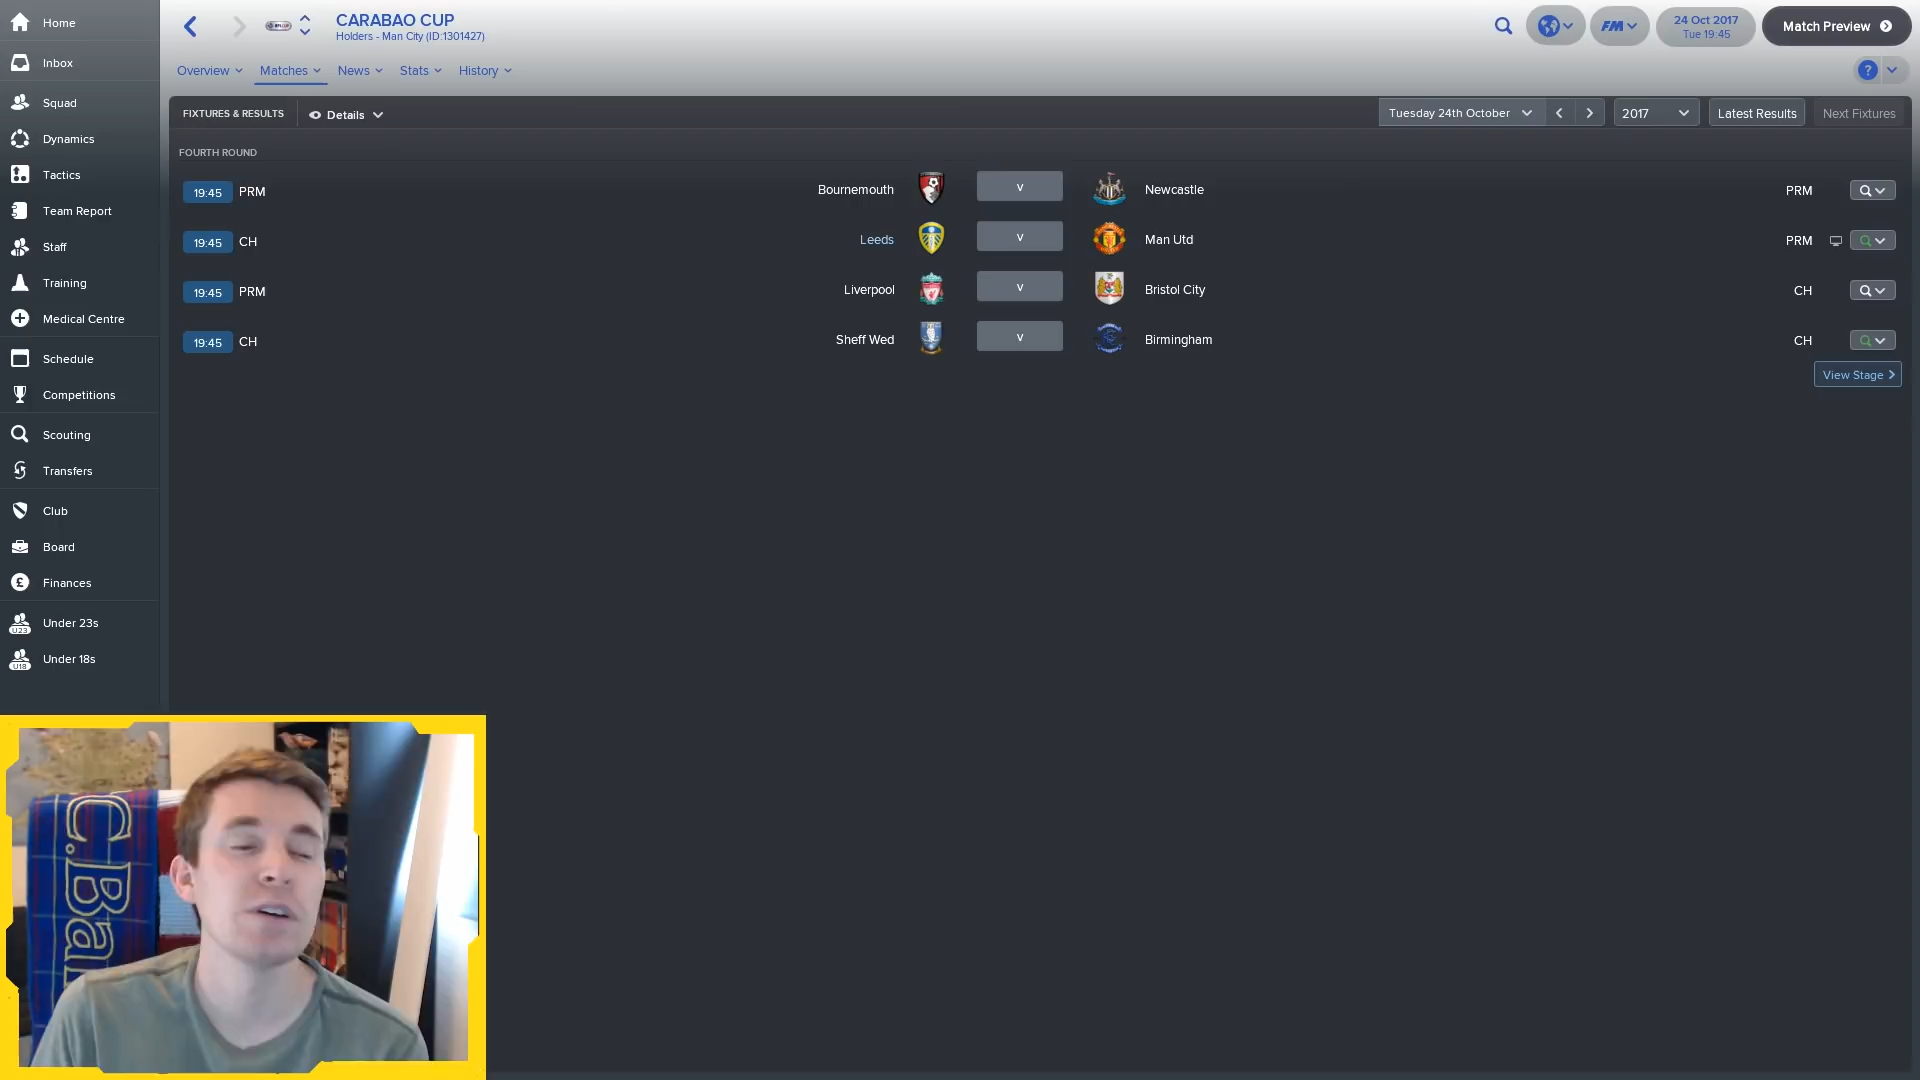 Home
Inbox
Squad
Dynamics
Tactics
Team Report
Staff
Training
Medical Centre
Schedule
Competitions
Scouting
Transfers
Club
Board
Finances
U23 Under 23s
U18 Under 18s
CARABAO CUP
Holders - Man City (ID:1301427)
FM
24 Oct 2017
Tue 19:45
Match Preview
Overview Matches News Stats History
?
FIXTURES & RESULTS Details Tuesday 24th October 2017 Latest Results Next Fixtures
FOURTH ROUND
19:45 PRM Bournemouth v Newcastle PRM
19:45 CH Leeds v Man Utd PRM
19:45 PRM Liverpool v Bristol City CH
19:45 CH Sheff Wed v Birmingham CH
View Stage